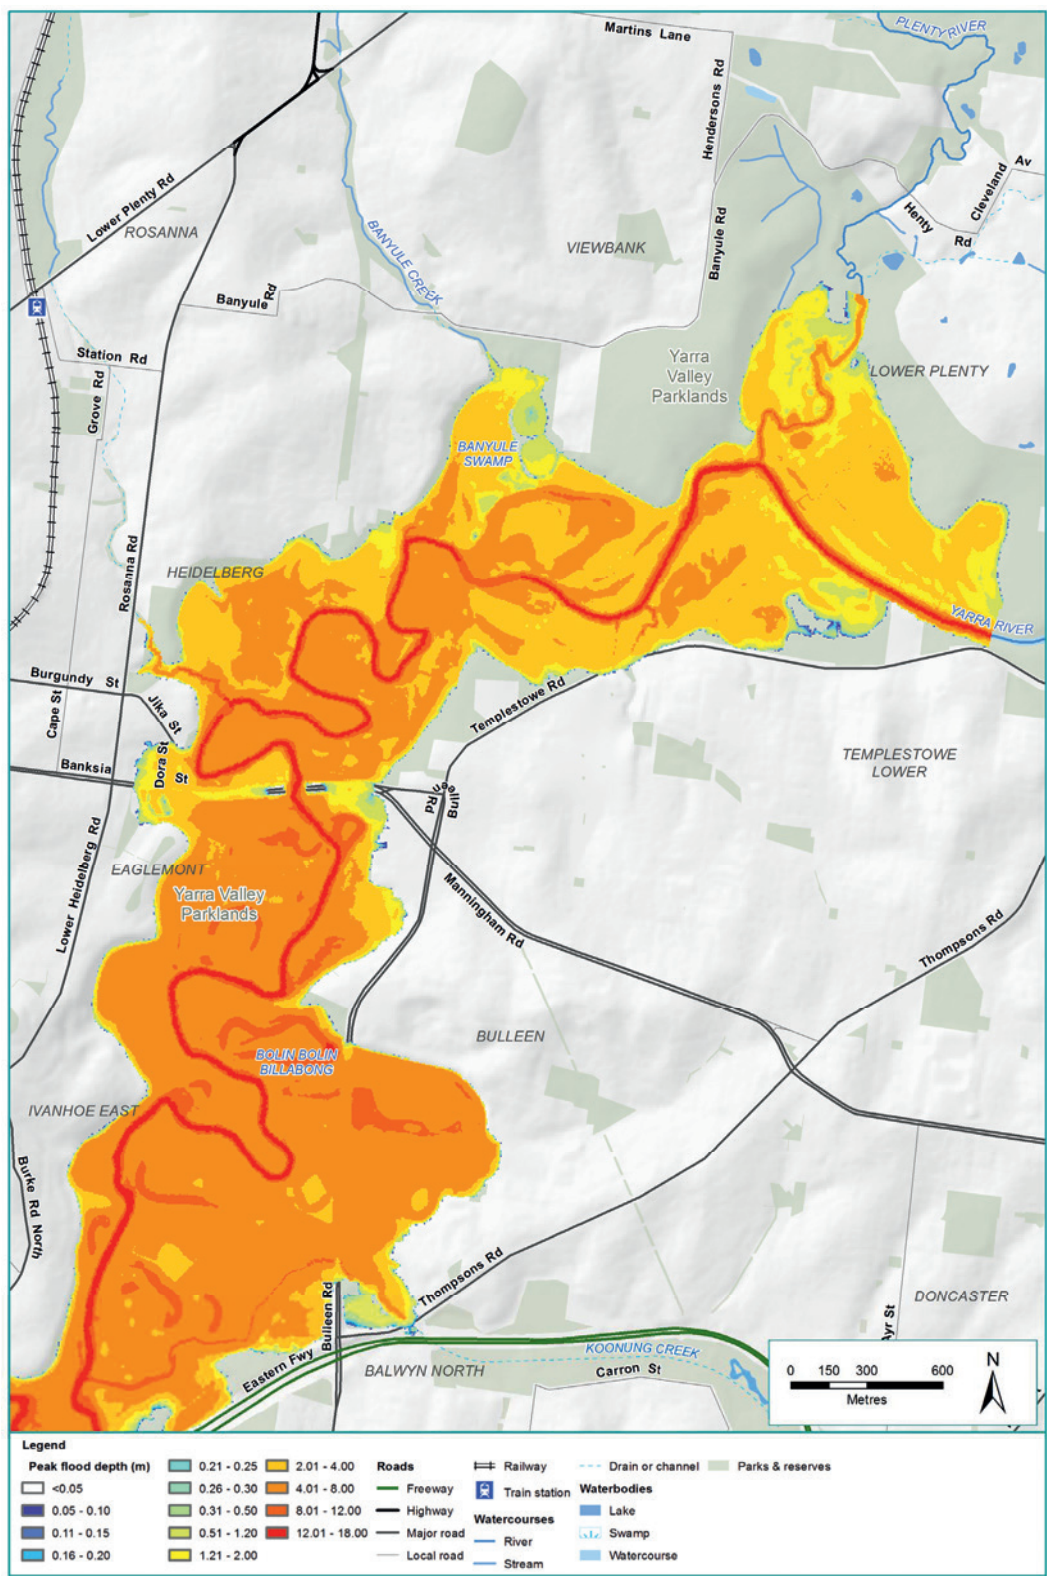 PLENTY RIVER
Martins Lane
Hendersons Rd
Cleveland Av
Lower Plenty Rd
ROSANNA
BANYULE CREEK
VIEWBANK
Banyule Rd
Henty Rd
Banyule Rd
Station Rd
Yarra
Valley
Parklands
LOWER PLENTY
Grove Rd
BANYULE
SWAMP
Rosanna Rd
HEIDELBERG
YARRA RIVER
Burgundy St
Cape St
Jika St
Templestowe Rd
Banksia St
Dora St
TEMPLESTOWE
LOWER
Bulleen Rd
Lower Heidelberg Rd
EAGLEMONT
Yarra Valley
Parklands
Manningham Rd
Thompsons Rd
BULLEEN
BOLIN BOLIN
BILLABONG
IVANHOE EAST
Burke Rd North
Thompsons Rd
Bulleen Rd
DONCASTER
Ayr St
Eastern Fwy
BALWYN NORTH
KOONUNG CREEK
Carron St
0 150 300 600
Metres
N
Legend
Peak flood depth (m)
<0.05
0.05 - 0.10
0.11 - 0.15
0.16 - 0.20
0.21 - 0.25
0.26 - 0.30
0.31 - 0.50
0.51 - 1.20
1.21 - 2.00
2.01 - 4.00
4.01 - 8.00
8.01 - 12.00
12.01 - 18.00
Roads
Freeway
Highway
Major road
Local road
Railway
Train station
Watercourses
River
Stream
Drain or channel
Waterbodies
Lake
Swamp
Watercourse
Parks & reserves